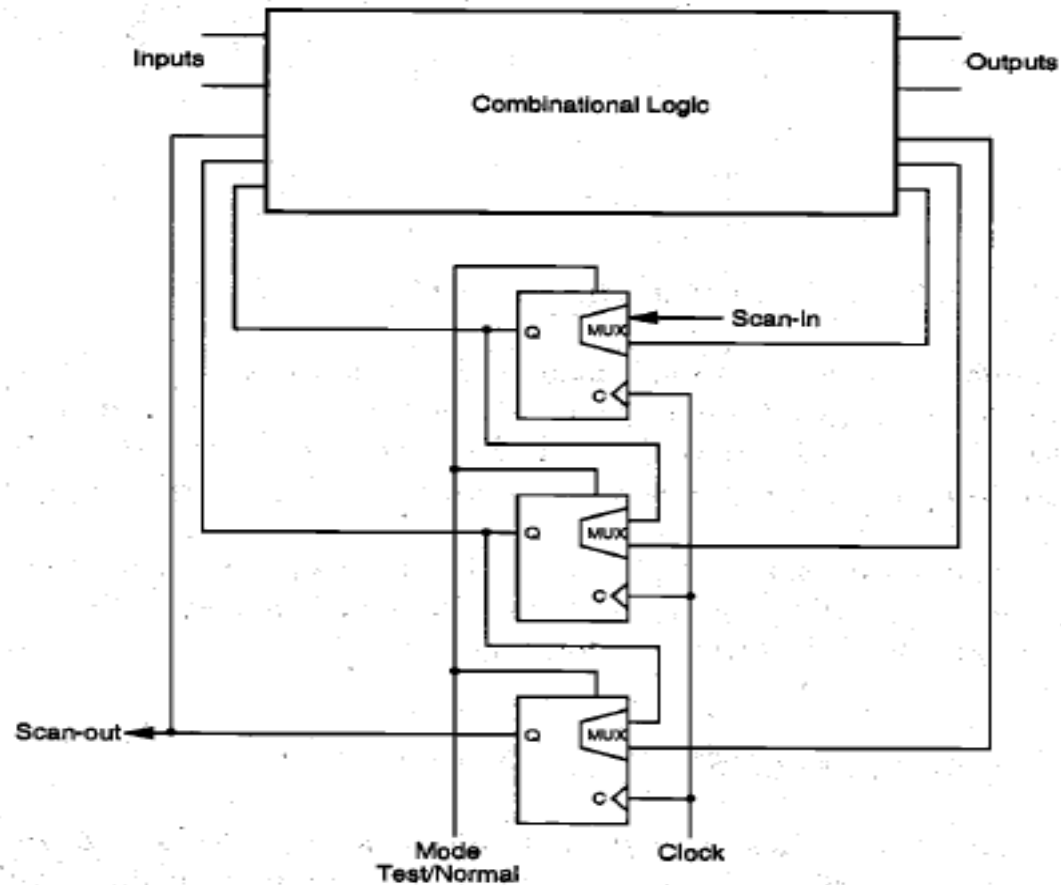 Inputs
Outputs
Combinational Logic
Q
MUX
Scan-In
C
Q
MUX
C
Scan-out
Q
MUX
C
Mode
Test/Normal
Clock